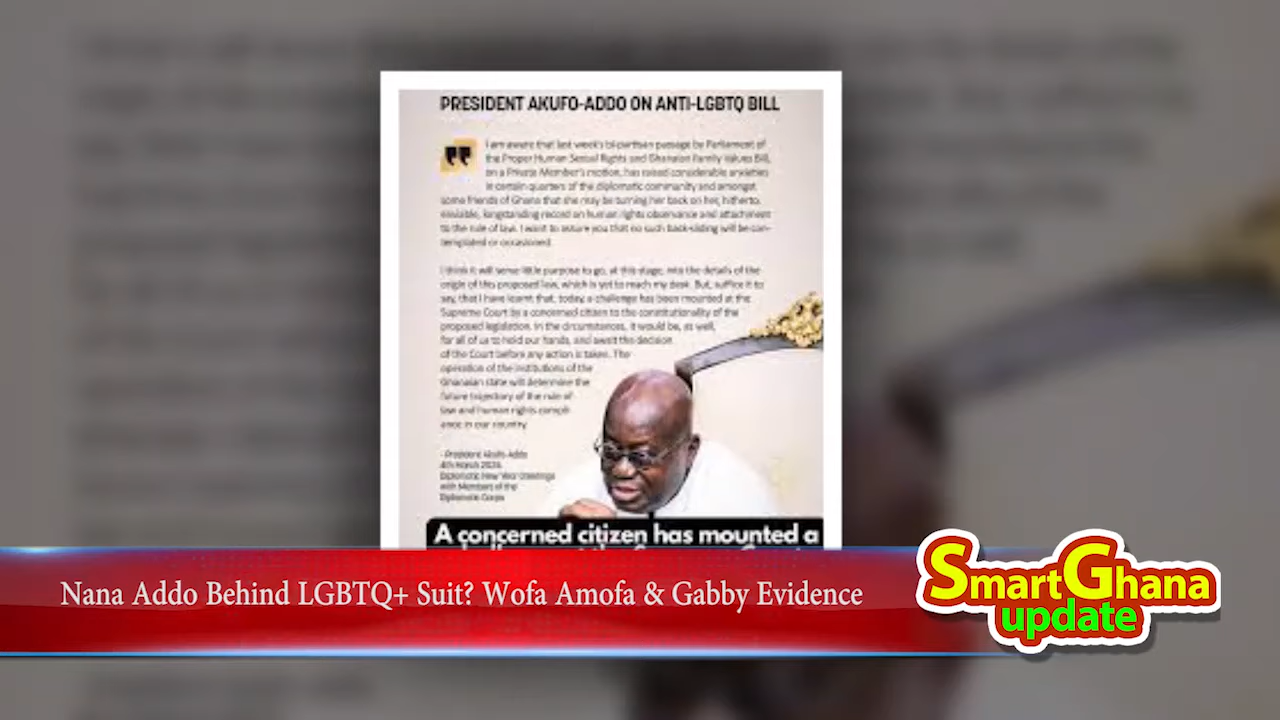 PRESIDENT AKUFO-ADDO ON ANTI-LGBTQ BILL
I am aware that last week's bi-partisan passage by Parliament of
the Proper Human Sexual Rights and Ghanaian Family Values Bill,
on a Private Member's motion, has raised considerable anxieties
in certain quarters of the diplomatic community and amongst
some friends of Ghana that she may be turning her back on her, hitherto,
enviable, longstanding record on human rights observance and attachment
to the rule of law. I want to assure you that no such back-sliding will be con-
templated or occasioned.
I think it will serve little purpose to go, at this stage, into the details of the
origin of this proposed law, which is yet to reach my desk. But, suffice it to
say, that I have learnt that, today, a challenge has been mounted at the
Supreme Court by a concerned citizen to the constitutionality of the
proposed legislation. In the circumstances, it would be, as well,
for all of us to hold our hands, and await the decision
of the Court before any action is taken. The
operation of the institutions of the
Ghanaian state will determine the
future trajectory of the rule of
law and human rights compli-
ance in our country.
- President Akufo-Addo
4th March 2024
Diplomatic New Year Greetings
with Members of the
Diplomatic Corps
A concerned citizen has mounted a
Nana Addo Behind LGBTQ+ Suit? Wofa Amofa & Gabby Evidence
SmartGhana
update